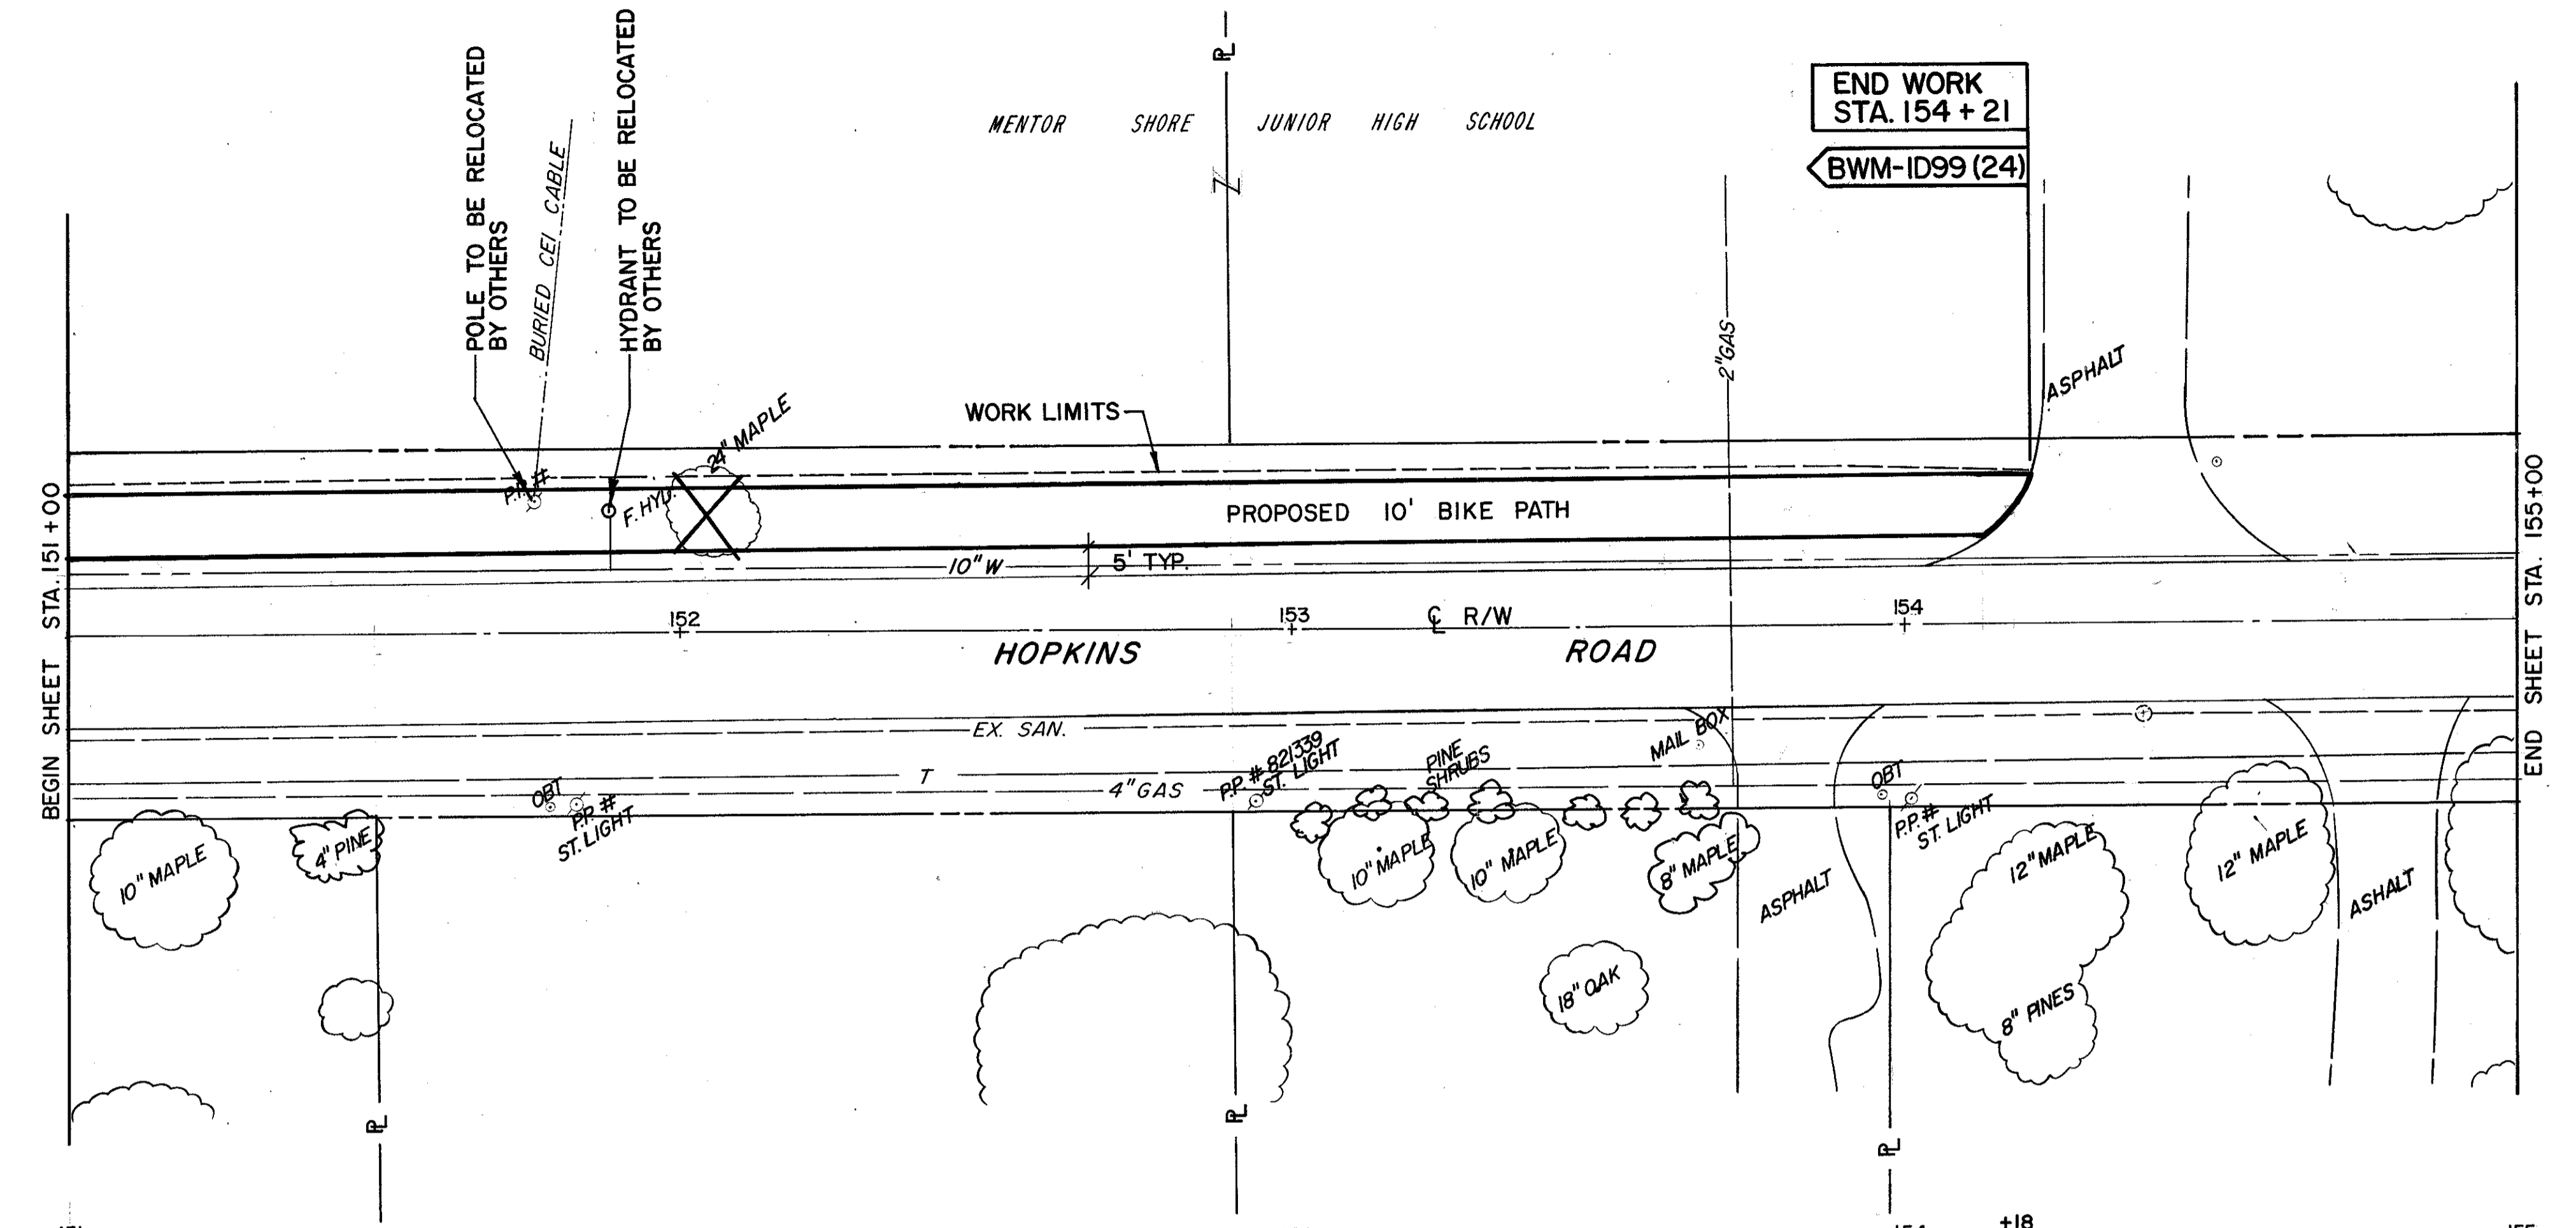 POLE TO BE RELOCATED
BY OTHERS
BURIED CEI CABLE
HYDRANT TO BE RELOCATED
BY OTHERS
PL
MENTOR SHORE JUNIOR HIGH SCHOOL
Z
END WORK
STA. 154 + 21
BWM-ID99 (24)
2" GAS
ASPHALT
WORK LIMITS
24" MAPLE
P.P. #
F. HYD.
PROPOSED 10' BIKE PATH
10" W
5' TYP.
BEGIN SHEET STA. 151 + 00
END SHEET STA. 155+00
152
153
CL R/W
154
HOPKINS ROAD
EX. SAN.
T
4" GAS
OBT
P.P. #
ST. LIGHT
P.P. # 821339
ST. LIGHT
PINE
SHRUBS
MAIL BOX
OBT
P.P. #
ST. LIGHT
10" MAPLE
4" PINE
10" MAPLE
10" MAPLE
8" MAPLE
ASPHALT
12" MAPLE
12" MAPLE
ASHALT
18" OAK
8" PINES
PL
PL
PL
+18